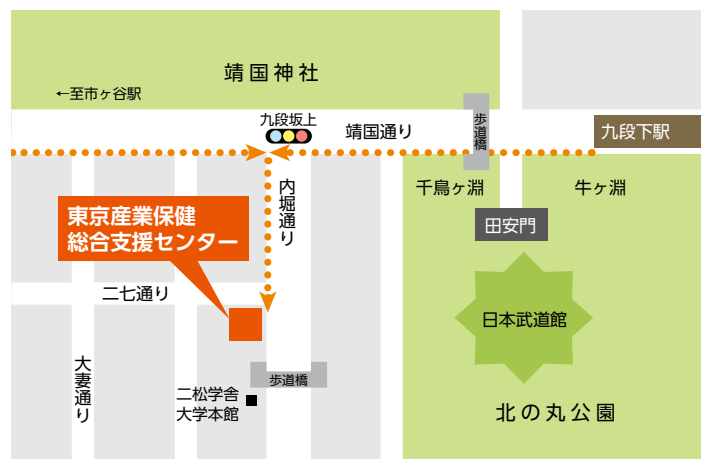 靖国神社
←至市ヶ谷駅
九段坂上
靖国通り
歩道橋
九段下駅
千鳥ヶ淵
牛ヶ淵
内堀通り
東京産業保健
総合支援センター
田安門
二七通り
日本武道館
大妻通り
歩道橋
二松学舎
大学本館
北の丸公園